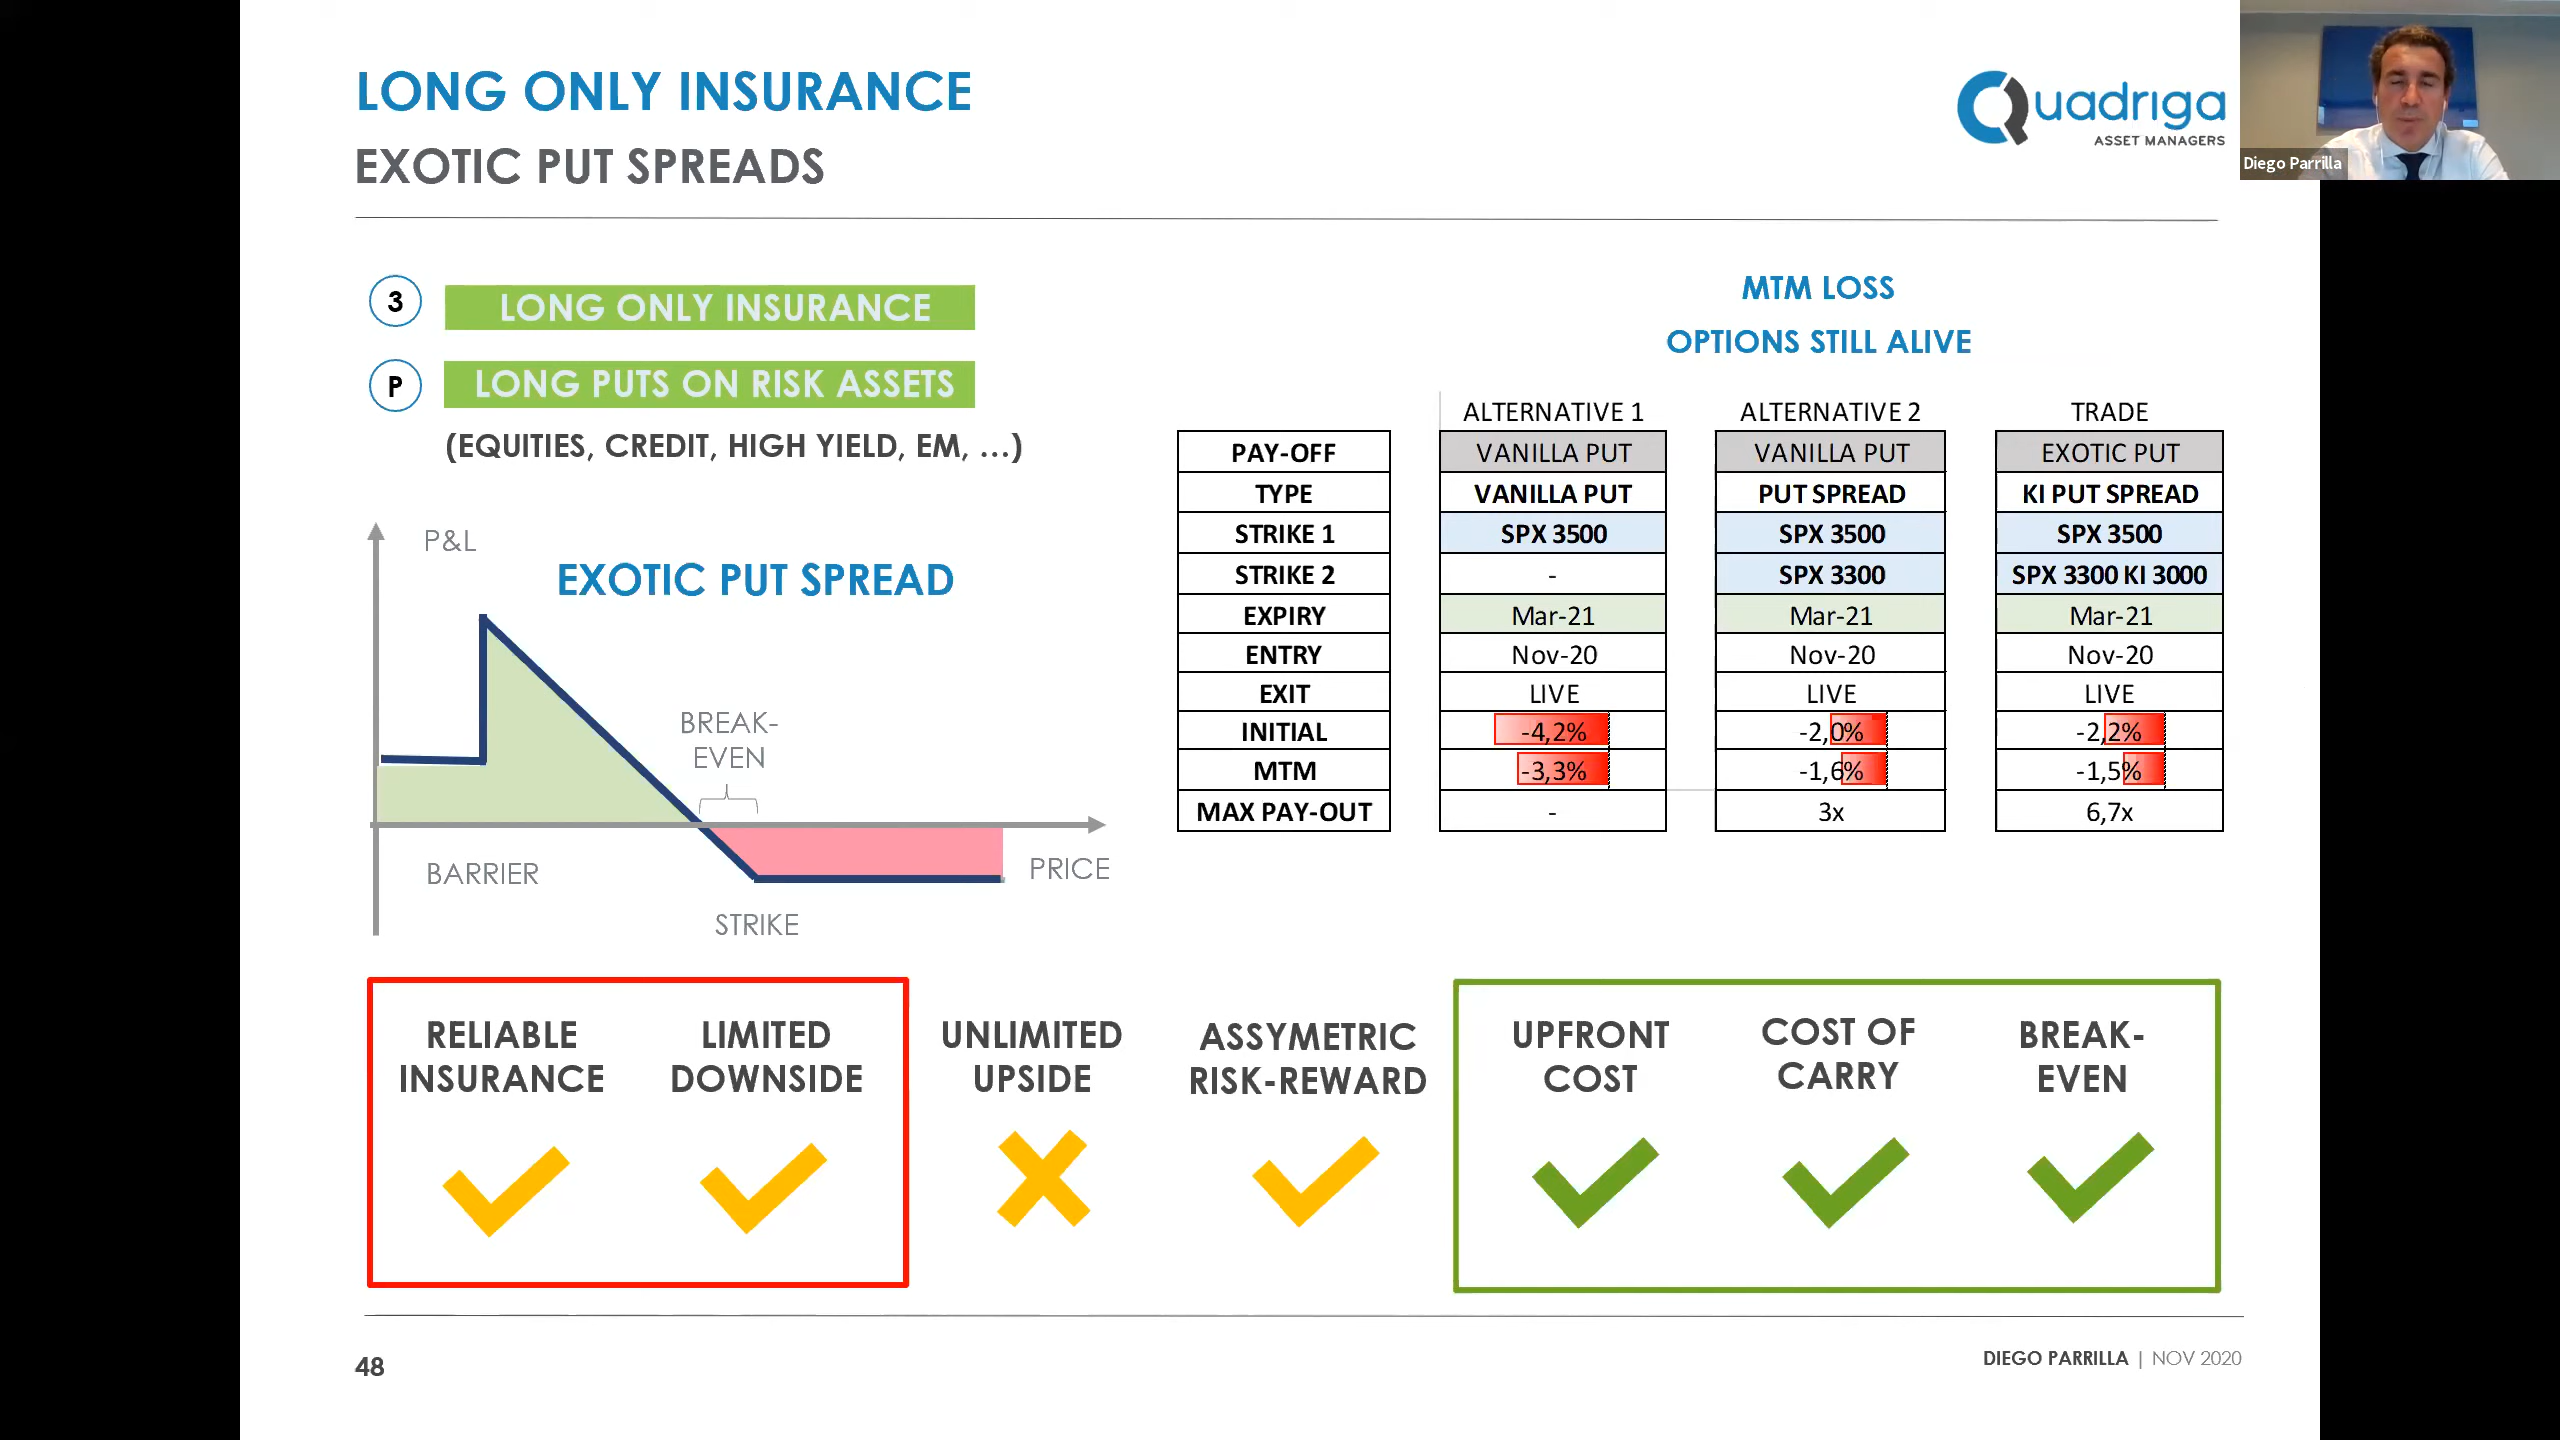 LONG ONLY INSURANCE
EXOTIC PUT SPREADS
Quadriga
ASSET MANAGERS
Diego Parrilla
3
LONG ONLY INSURANCE
P
LONG PUTS ON RISK ASSETS
(EQUITIES, CREDIT, HIGH YIELD, EM, ...)
P&L
EXOTIC PUT SPREAD
BREAK-
EVEN
BARRIER
PRICE
STRIKE
MTM LOSS
OPTIONS STILL ALIVE
ALTERNATIVE 1 ALTERNATIVE 2 TRADE
PAY-OFF VANILLA PUT VANILLA PUT EXOTIC PUT
TYPE VANILLA PUT PUT SPREAD KI PUT SPREAD
STRIKE 1 SPX 3500 SPX 3500 SPX 3500
STRIKE 2 - SPX 3300 SPX 3300 KI 3000
EXPIRY Mar-21 Mar-21 Mar-21
ENTRY Nov-20 Nov-20 Nov-20
EXIT LIVE LIVE LIVE
INITIAL -4,2% -2,0% -2,2%
MTM -3,3% -1,6% -1,5%
MAX PAY-OUT - 3x 6,7x
RELIABLE
INSURANCE
LIMITED
DOWNSIDE
UNLIMITED
UPSIDE
ASSYMETRIC
RISK-REWARD
UPFRONT
COST
COST OF
CARRY
BREAK-
EVEN
48
DIEGO PARRILLA | NOV 2020